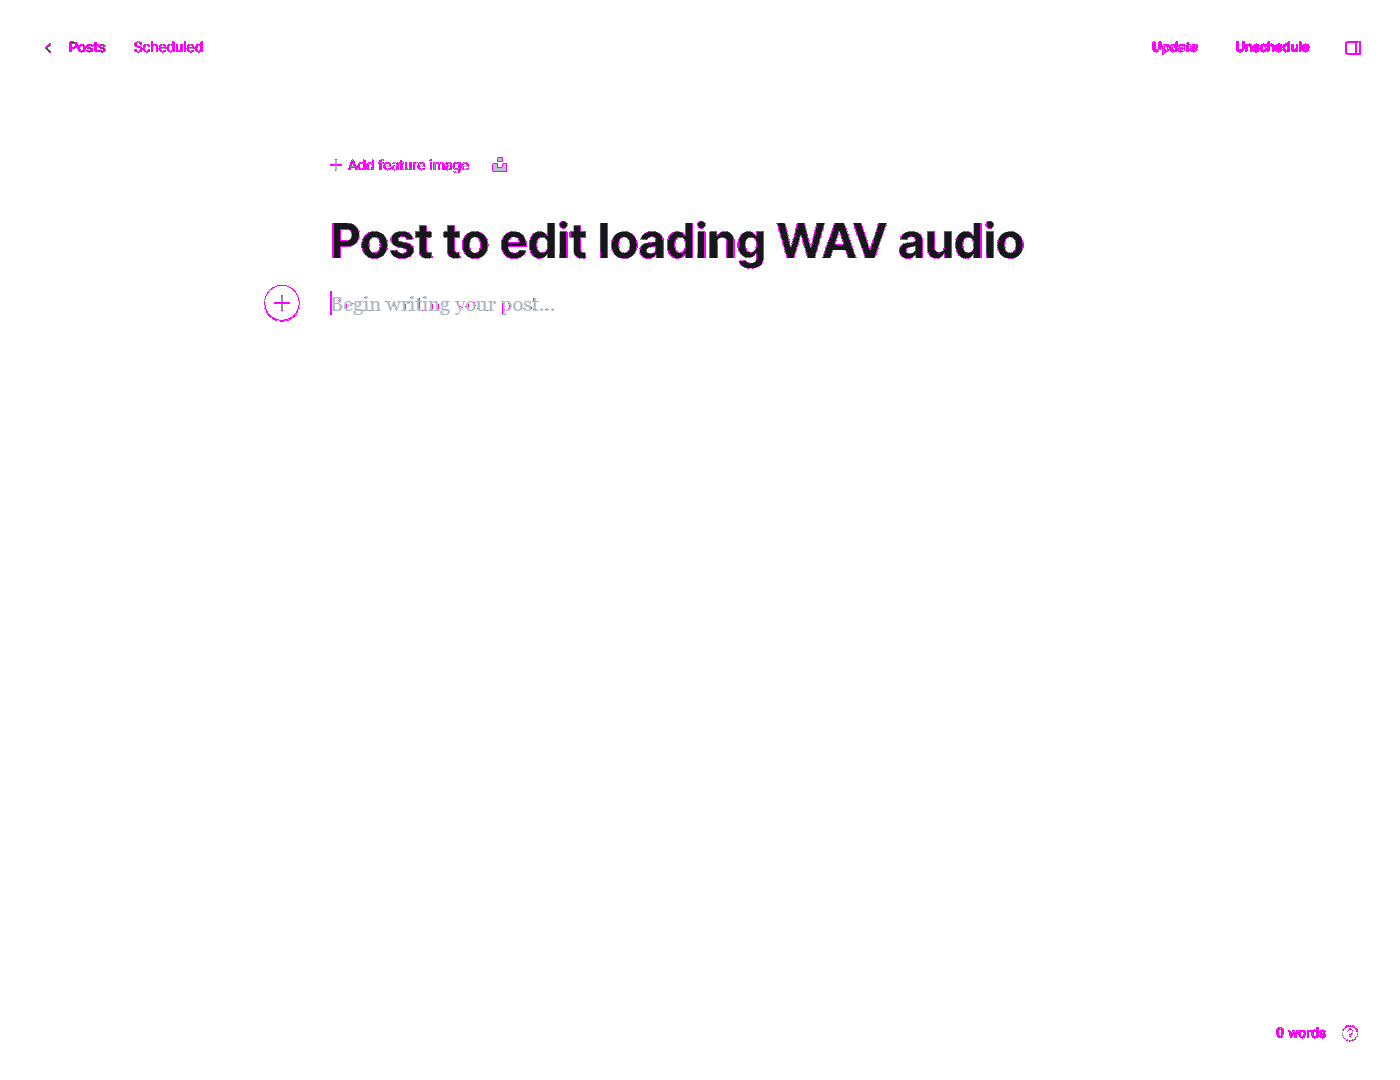 Posts Scheduled Update Unschedule
Add feature image
Post to edit loading WAV audio
Begin writing your post...
0 words